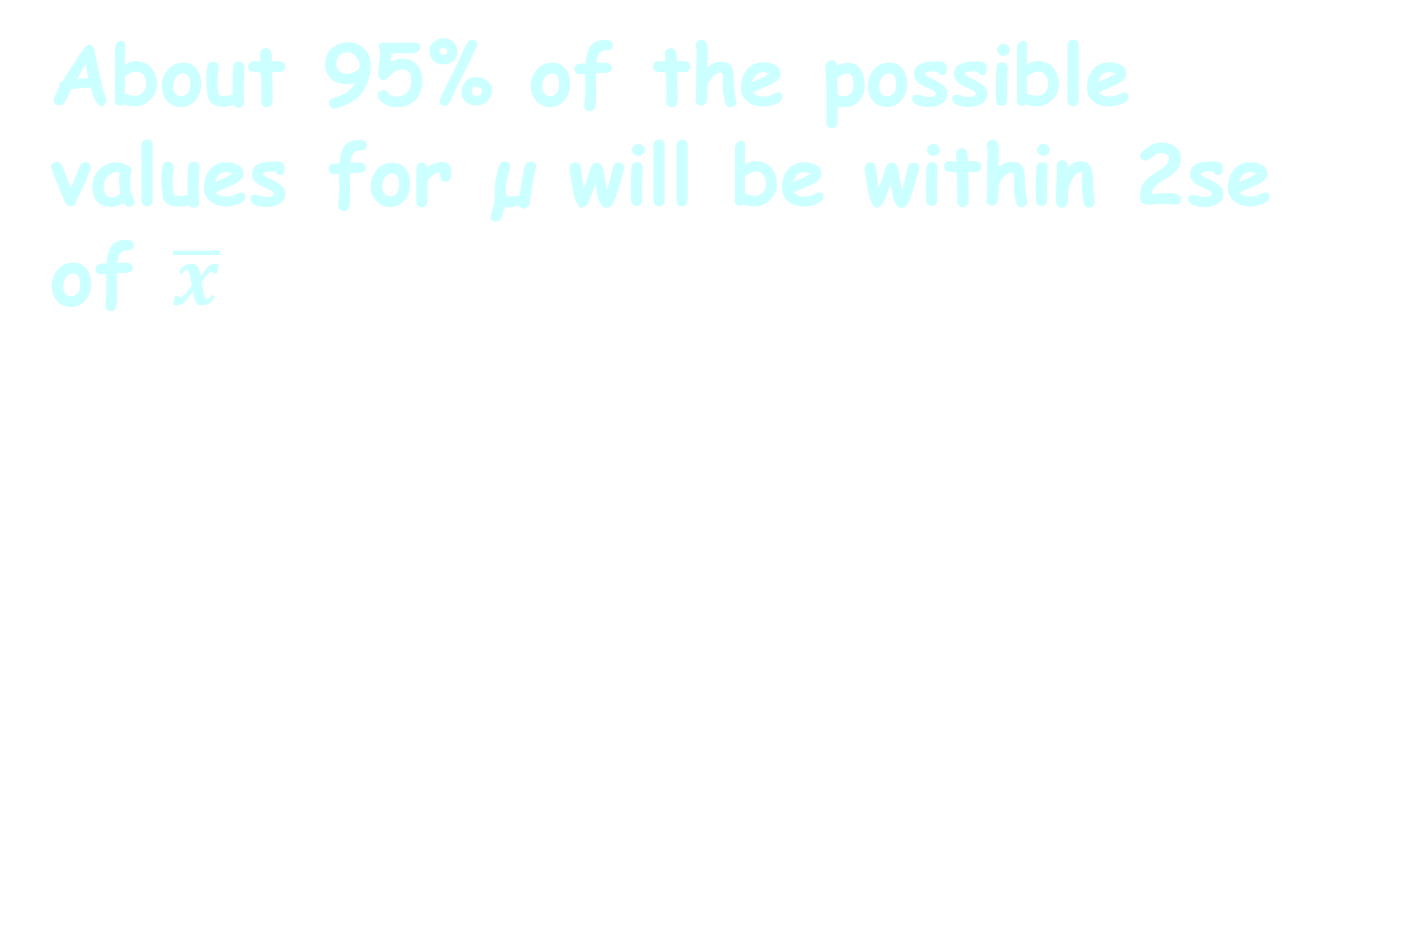 About 95% of the possible
values for μ will be within 2se
of x̅